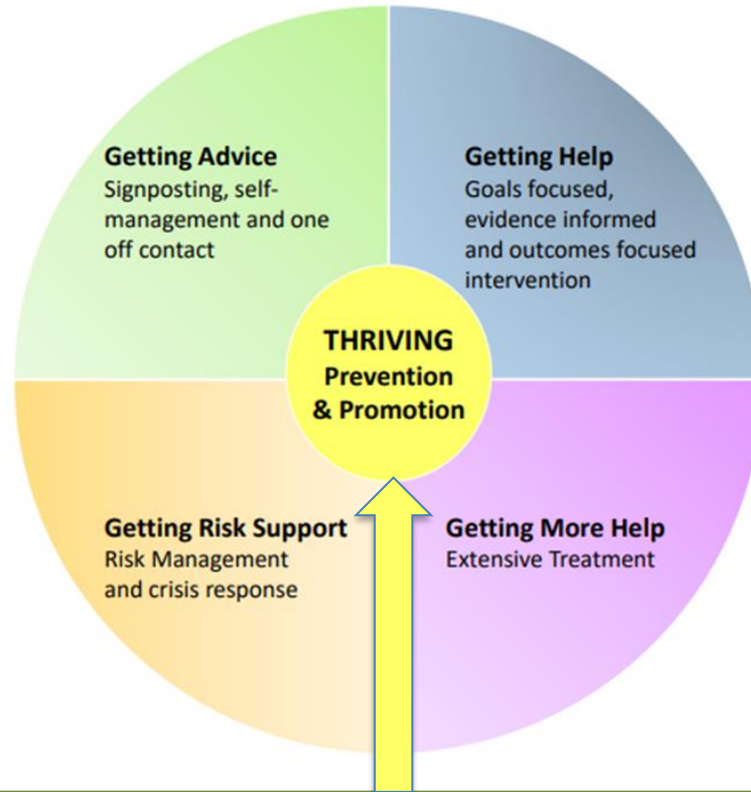 Getting Advice
Signposting, self-
management and one
off contact
Getting Help
Goals focused,
evidence informed
and outcomes focused
intervention
THRIVING
Prevention
& Promotion
Getting Risk Support
Risk Management
and crisis response
Getting More Help
Extensive Treatment